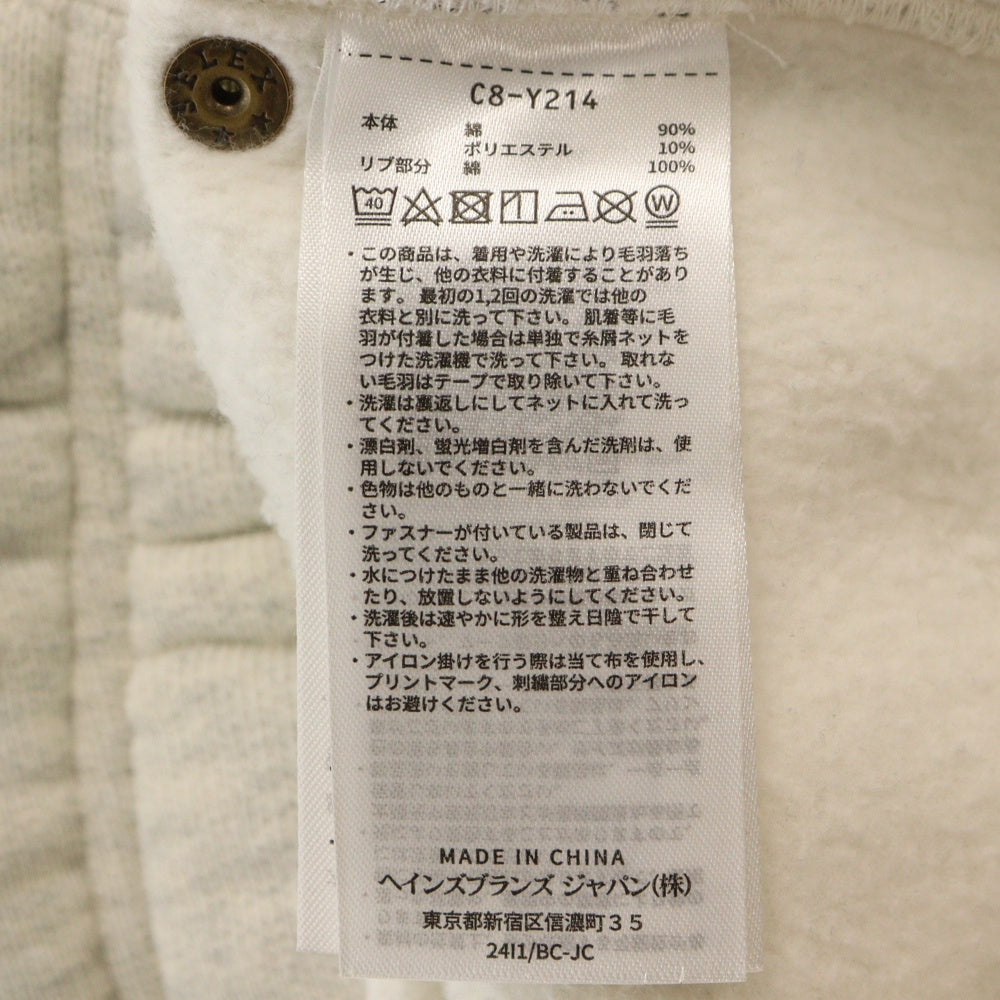 ELEX
C8-Y214
本体 綿 90%
ポリエステル 10%
リブ部分 綿 100%
40 W
・この商品は、着用や洗濯により毛羽落ち
が生じ、他の衣料に付着することがあり
ます。 最初の1,2回の洗濯では他の
衣料と別に洗って下さい。 肌着等に毛
羽が付着した場合は単独で糸屑ネットを
つけた洗濯機で洗って下さい。 取れな
い毛羽はテープで取り除いて下さい。
・洗濯は裏返しにしてネットに入れて洗っ
てください。
・漂白剤、蛍光増白剤を含んだ洗剤は、使
用しないでください。
・色物は他のものと一緒に洗わないでくだ
さい。
・ファスナーが付いている製品は、閉じて
洗ってください。
・水につけたまま他の洗濯物と重ね合わせ
たり、放置しないようにしてください。
・洗濯後は速やかに形を整え日陰で干して
下さい。
・アイロン掛けを行う際は当て布を使用し、
プリントマーク、刺繍部分へのアイロン
はお避けください。
MADE IN CHINA
ヘインズブランズ ジャパン(株)
東京都新宿区信濃町35
24I1/BC-JC